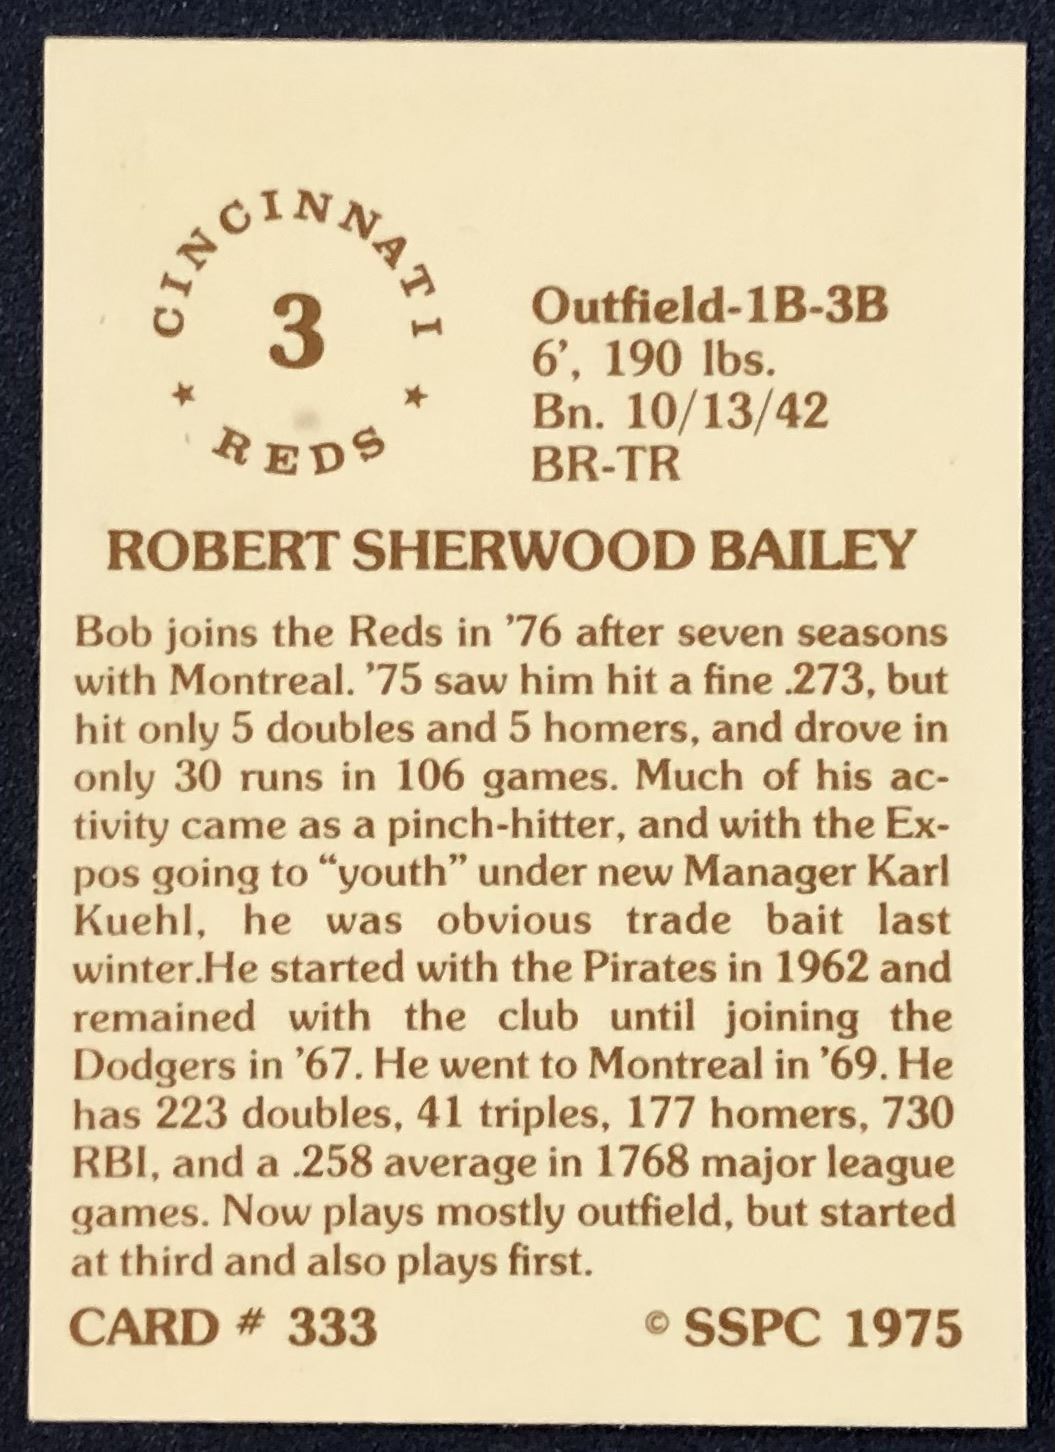 CINCINNATI
3
★ REDS ★
Outfield-1B-3B
6’, 190 lbs.
Bn. 10/13/42
BR-TR
ROBERT SHERWOOD BAILEY
Bob joins the Reds in ’76 after seven seasons
with Montreal. ’75 saw him hit a fine .273, but
hit only 5 doubles and 5 homers, and drove in
only 30 runs in 106 games. Much of his ac-
tivity came as a pinch-hitter, and with the Ex-
pos going to “youth” under new Manager Karl
Kuehl, he was obvious trade bait last
winter.He started with the Pirates in 1962 and
remained with the club until joining the
Dodgers in ’67. He went to Montreal in ’69. He
has 223 doubles, 41 triples, 177 homers, 730
RBI, and a .258 average in 1768 major league
games. Now plays mostly outfield, but started
at third and also plays first.
CARD # 333
© SSPC 1975